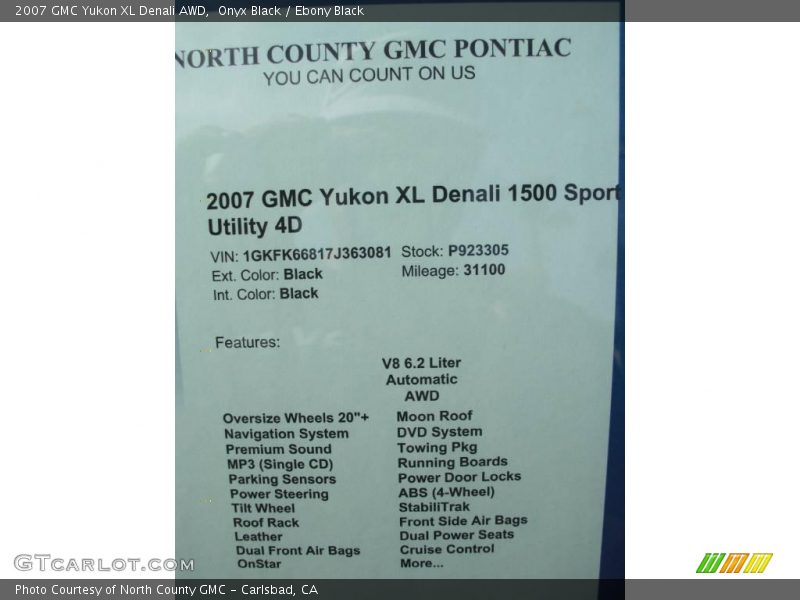 2007 GMC Yukon XL Denali AWD, Onyx Black / Ebony Black
NORTH COUNTY GMC PONTIAC
YOU CAN COUNT ON US
2007 GMC Yukon XL Denali 1500 Sport
Utility 4D
VIN: 1GKFK66817J363081 Stock: P923305
Ext. Color: Black Mileage: 31100
Int. Color: Black
Features:
V8 6.2 Liter
Automatic
AWD
Oversize Wheels 20"+ Moon Roof
Navigation System DVD System
Premium Sound Towing Pkg
MP3 (Single CD) Running Boards
Parking Sensors Power Door Locks
Power Steering ABS (4-Wheel)
Tilt Wheel StabiliTrak
Roof Rack Front Side Air Bags
Leather Dual Power Seats
Dual Front Air Bags Cruise Control
OnStar More...
GTCARLOT.COM
Photo Courtesy of North County GMC - Carlsbad, CA